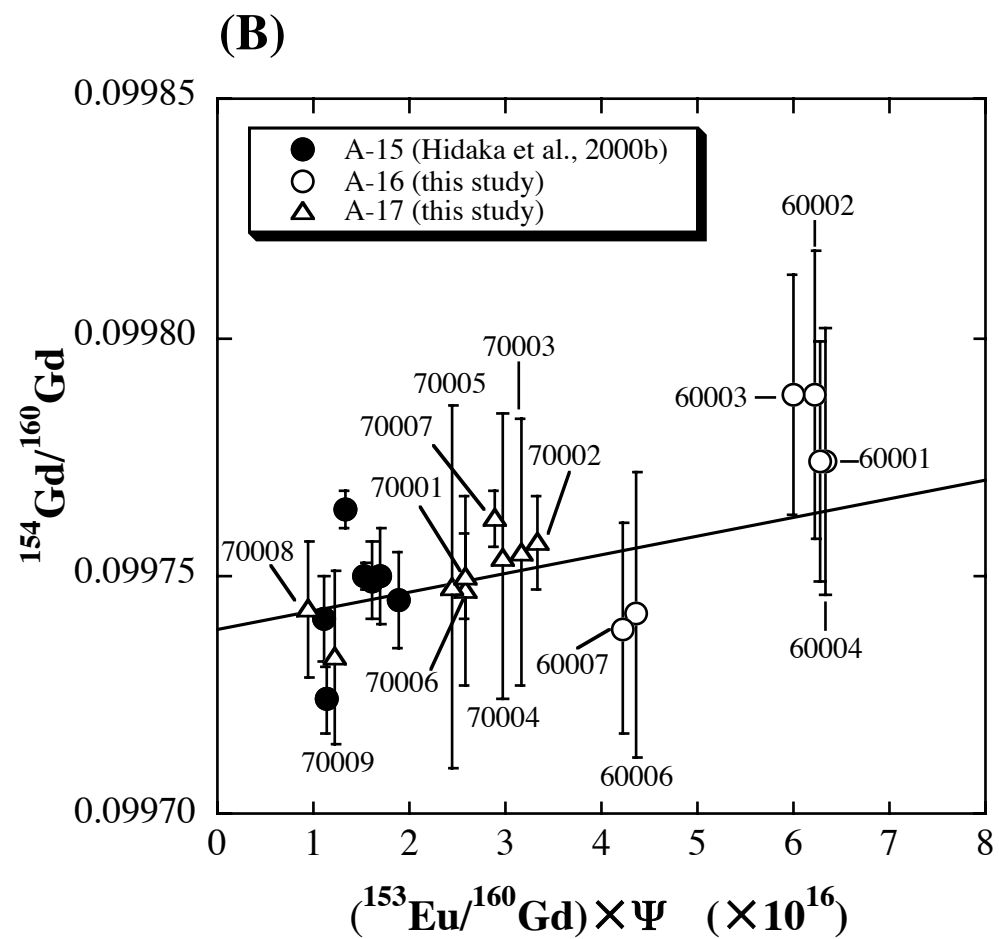 (B)
0.09985
A-15 (Hidaka et al., 2000b)
A-16 (this study)
A-17 (this study)
60002
0.09980
70003
70005
60003
70007
70002
60001
70001
154Gd/160Gd
70008
0.09975
60004
60007
70006
70004
70009
60006
0.09970
0 1 2 3 4 5 6 7 8
(153Eu/160Gd)×Ψ (×10^16)